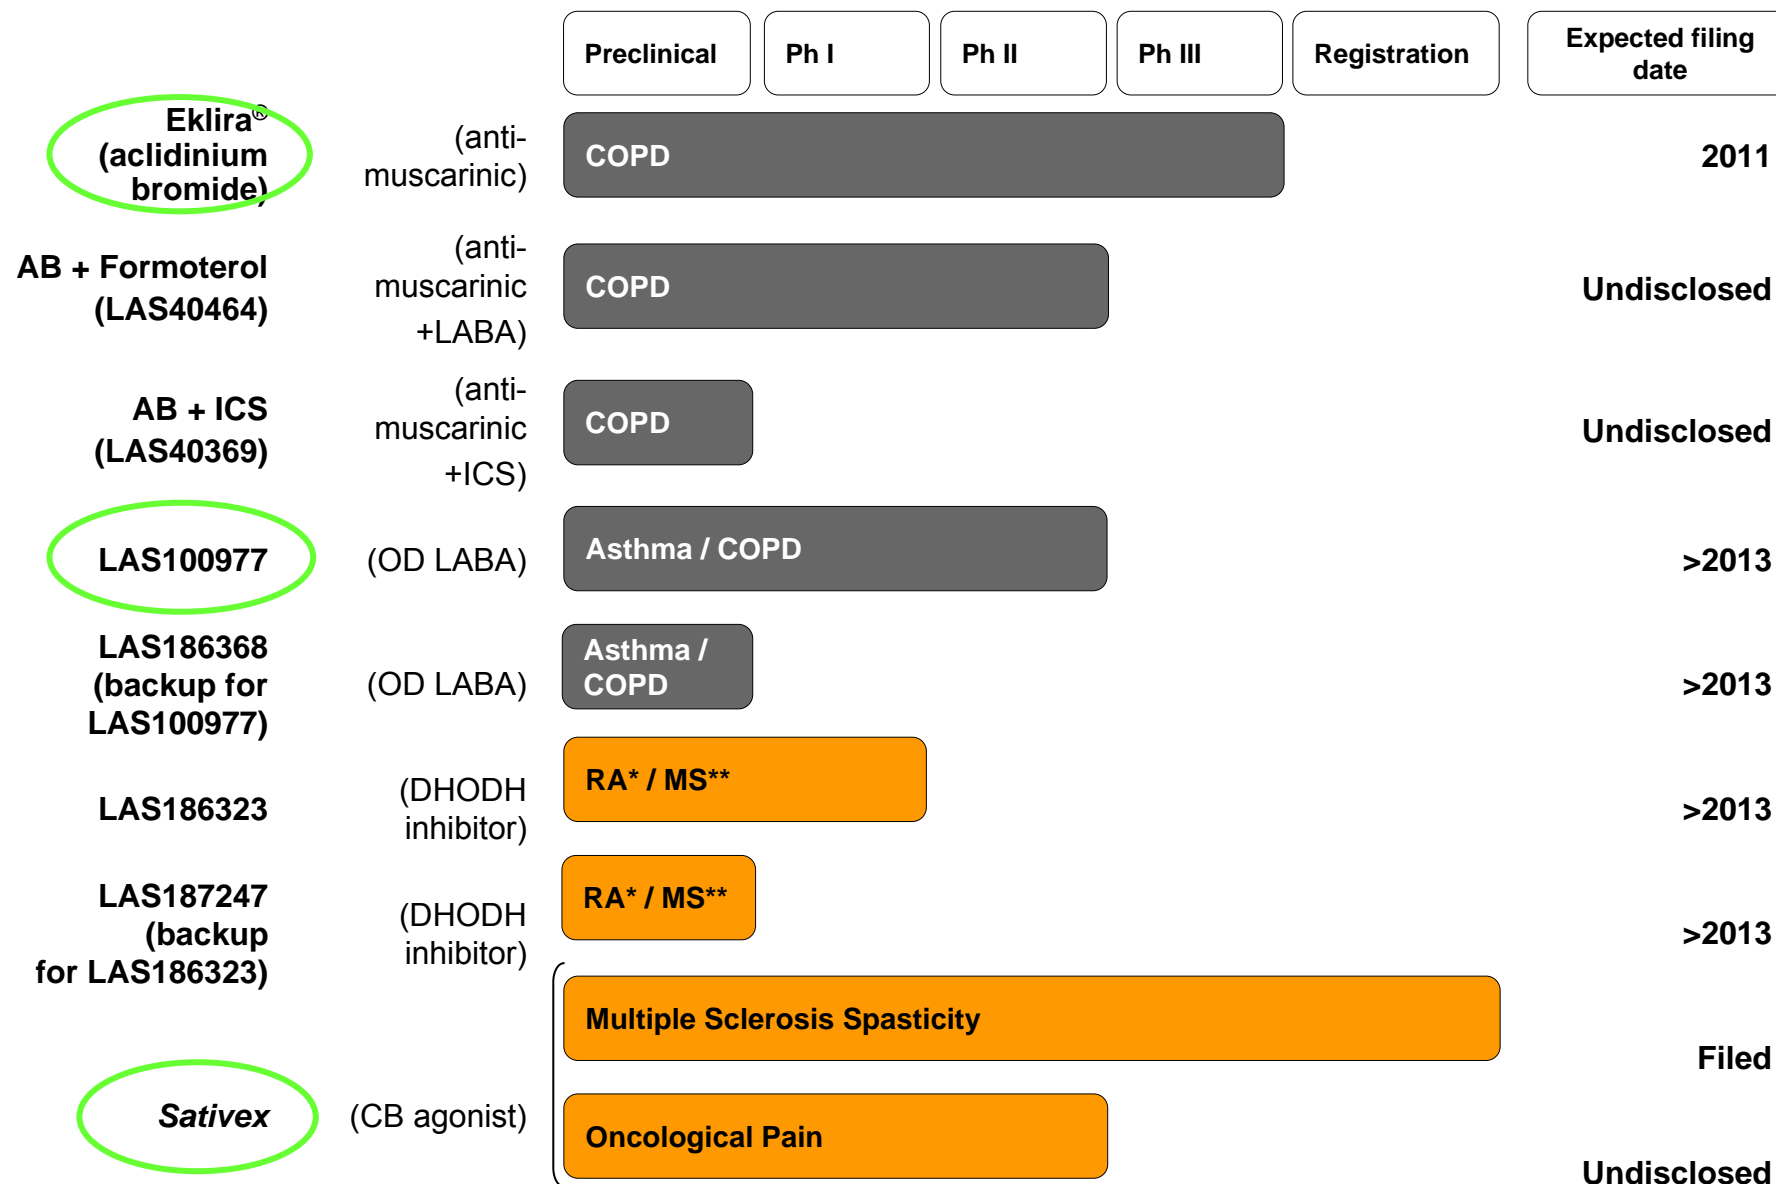 Preclinical
Ph I
Ph II
Ph III
Registration
Expected filing
date
Eklira®
(aclidinium
bromide)
(anti-
muscarinic)
COPD
2011
AB + Formoterol
(LAS40464)
(anti-
muscarinic
+LABA)
COPD
Undisclosed
AB + ICS
(LAS40369)
(anti-
muscarinic
+ICS)
COPD
Undisclosed
LAS100977
(OD LABA)
Asthma / COPD
>2013
LAS186368
(backup for
LAS100977)
(OD LABA)
Asthma /
COPD
>2013
LAS186323
(DHODH
inhibitor)
RA* / MS**
>2013
LAS187247
(backup
for LAS186323)
(DHODH
inhibitor)
RA* / MS**
>2013
Sativex
(CB agonist)
Multiple Sclerosis Spasticity
Filed
Oncological Pain
Undisclosed